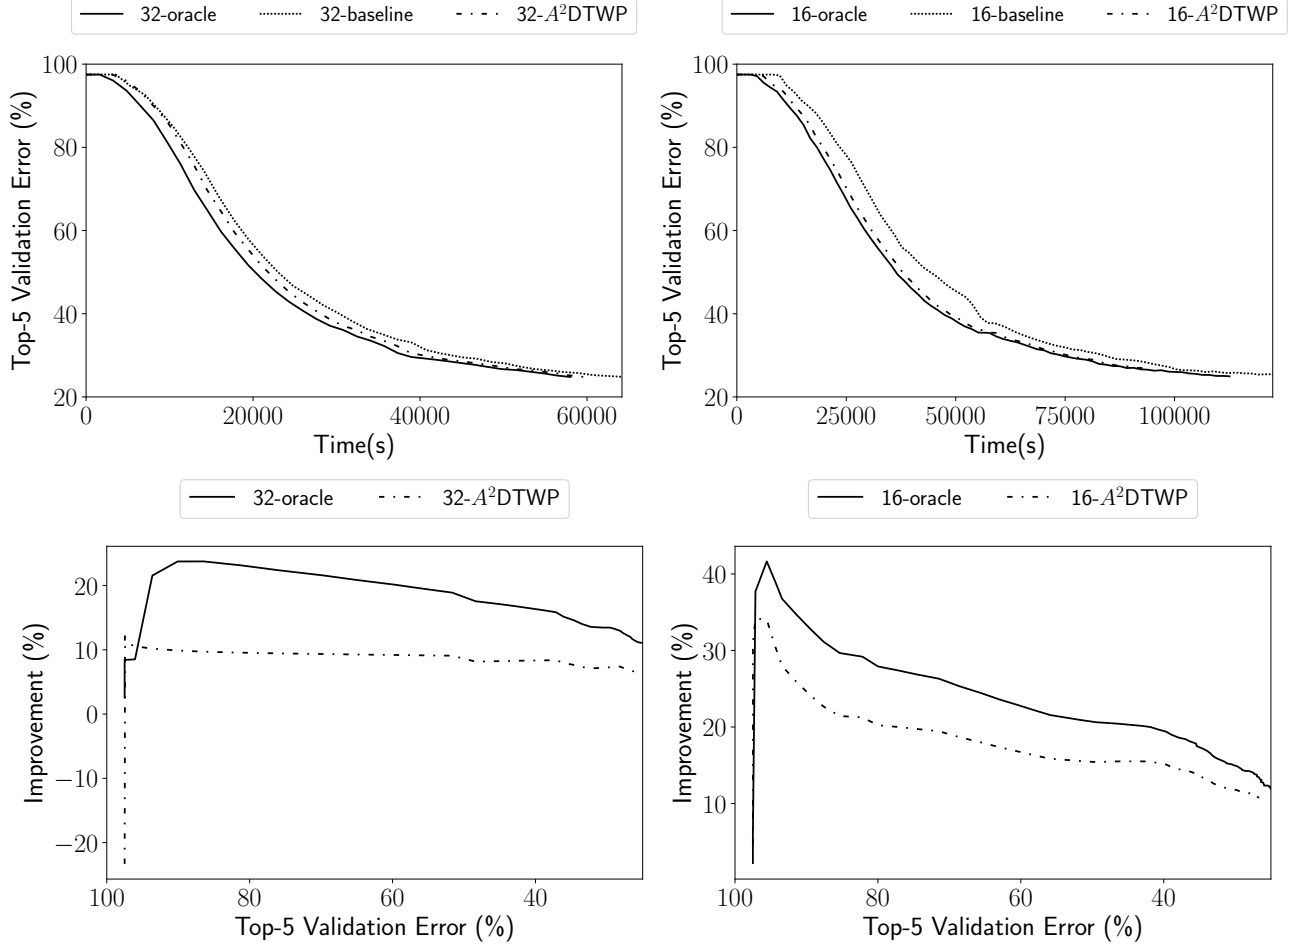 32-oracle 32-baseline 32-A²DTWP
16-oracle 16-baseline 16-A²DTWP
Top-5 Validation Error (%)
100
80
60
40
20
0 20000 40000 60000
Time(s)
Top-5 Validation Error (%)
100
80
60
40
20
0 25000 50000 75000 100000
Time(s)
32-oracle 32-A²DTWP
16-oracle 16-A²DTWP
Improvement (%)
20
10
0
−10
−20
100 80 60 40
Top-5 Validation Error (%)
Improvement (%)
40
30
20
10
100 80 60 40
Top-5 Validation Error (%)